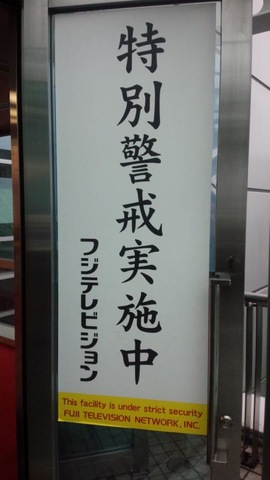 特別警戒実施中
フジテレビジョン
This facility is under strict security
FUJI TELEVISION NETWORK, INC.